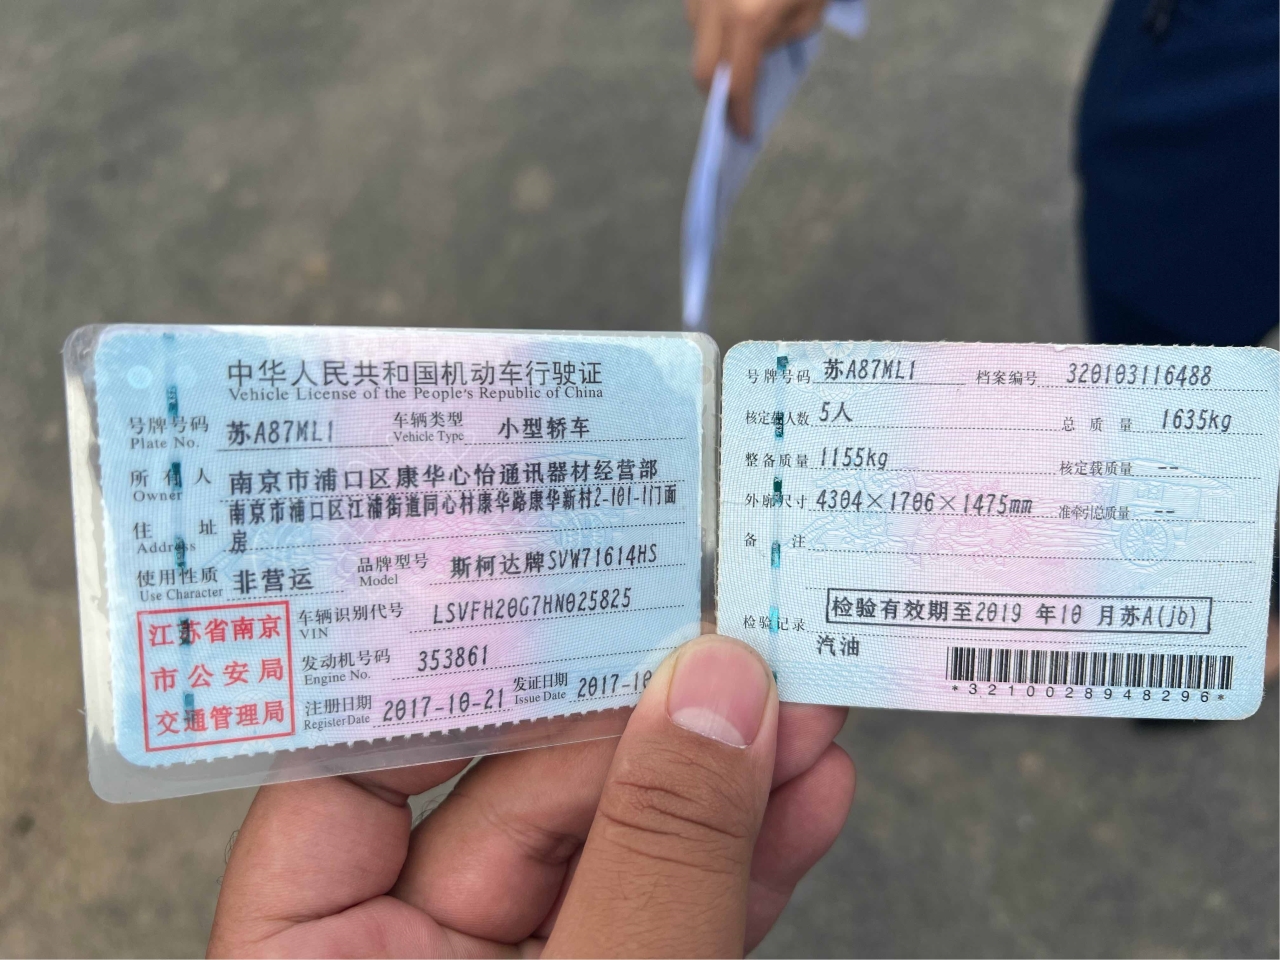 中华人民共和国机动车行驶证
Vehicle License of the People's Republic of China
号牌号码 苏A87ML1 车辆类型 小型轿车
Plate No. Vehicle Type
所有人 南京市浦口区康华心怡通讯器材经营部
Owner
住址 南京市浦口区江浦街道同心村康华路康华新村2-101-1门面
Address 房
使用性质 非营运 品牌型号 斯柯达牌SVW71614HS
Use Character Model
江苏省南京
市公安局
交通管理局
车辆识别代号 LSVFH20G7HN025825
VIN
发动机号码 353861
Engine No.
注册日期 2017-10-21 发证日期 2017-10
Register Date Issue Date
号牌号码 苏A87ML1 档案编号 320103116488
核定载人数 5人 总质量 1635kg
整备质量 1155kg 核定载质量 --
外廓尺寸 4304×1706×1475mm 准牵引总质量 --
备注
检验记录 检验有效期至2019 年10 月苏A(jb)
汽油
*3210028948296*